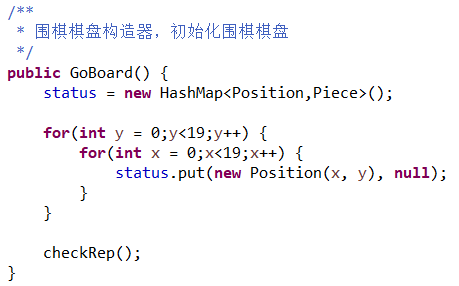 /**
 * 围棋棋盘构造器，初始化围棋棋盘
 */
public GoBoard() {
    status = new HashMap<Position,Piece>();

    for(int y = 0;y<19;y++) {
        for(int x = 0;x<19;x++) {
            status.put(new Position(x, y), null);
        }
    }

    checkRep();
}